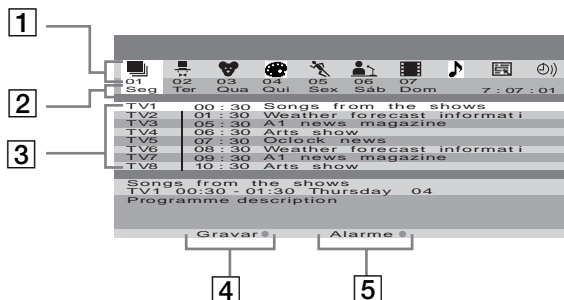 1
01 02 03 04 05 06 07
Seg Ter Qua Qui Sex Sáb Dom 7 : 07 : 01
2
TV1 00 : 30 Songs from the shows
TV2 01 : 30 Weather forecast informati
TV3 05 : 30 A1 news magazine
3
TV4 06 : 30 Arts show
TV5 07 : 30 Oclock news
TV6 08 : 30 Weather forecast informati
TV7 09 : 30 A1 news magazine
TV8 10 : 30 Arts show
Songs from the shows
TV1 00:30 - 01:30 Thursday 04
Programme description
Gravar Alarme
4 5